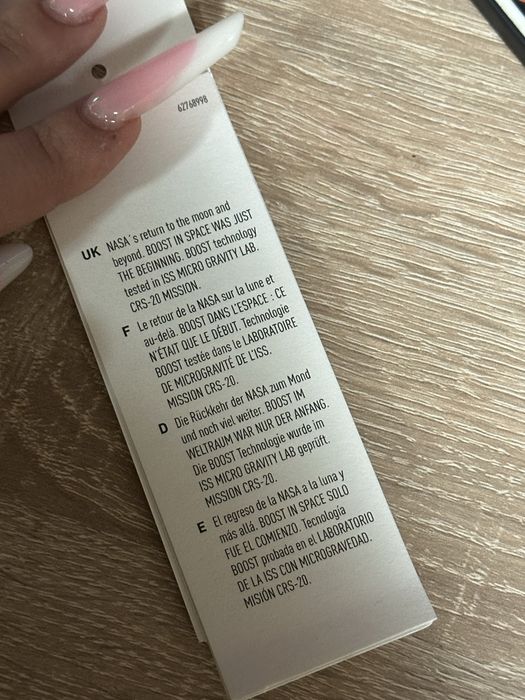 62768998
UK NASA´s return to the moon and
beyond. BOOST IN SPACE WAS JUST
THE BEGINNING. BOOST technology
tested in ISS MICRO GRAVITY LAB.
CRS-20 MISSION.
F Le retour de la NASA sur la lune et
au-delà. BOOST DANS L'ESPACE : CE
N'ÉTAIT QUE LE DÉBUT. Technologie
BOOST testée dans le LABORATOIRE
DE MICROGRAVITÉ DE L'ISS.
MISSION CRS-20.
D Die Rückkehr der NASA zum Mond
und noch viel weiter. BOOST IM
WELTRAUM WAR NUR DER ANFANG.
Die BOOST Technologie wurde im
ISS MICRO GRAVITY LAB geprüft.
MISSION CRS-20.
E El regreso de la NASA a la luna y
más allá. BOOST IN SPACE SOLO
FUE EL COMIENZO. Tecnología
BOOST probada en el LABORATORIO
DE LA ISS CON MICROGRAVEDAD.
MISIÓN CRS-20.